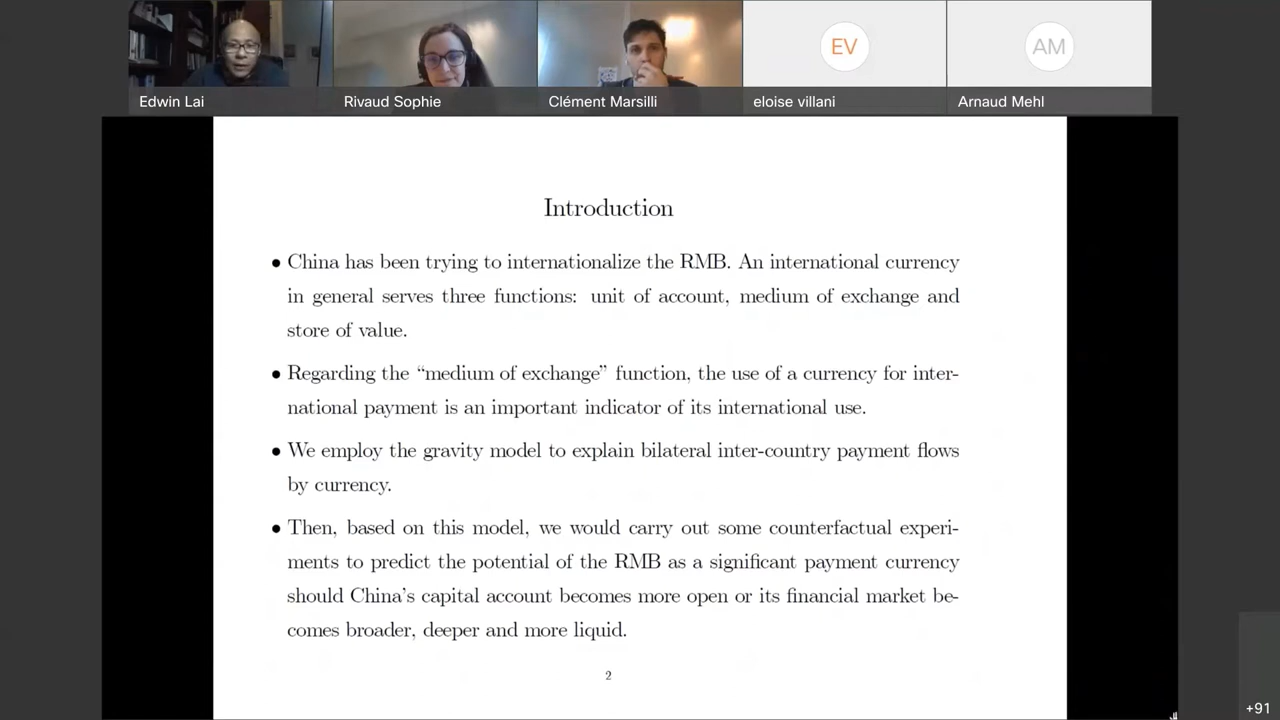 EV
AM
Edwin Lai
Rivaud Sophie
Clément Marsilli
eloise villani
Arnaud Mehl
Introduction
• China has been trying to internationalize the RMB. An international currency
in general serves three functions: unit of account, medium of exchange and
store of value.
• Regarding the “medium of exchange” function, the use of a currency for inter-
national payment is an important indicator of its international use.
• We employ the gravity model to explain bilateral inter-country payment flows
by currency.
• Then, based on this model, we would carry out some counterfactual experi-
ments to predict the potential of the RMB as a significant payment currency
should China’s capital account becomes more open or its financial market be-
comes broader, deeper and more liquid.
2
+91